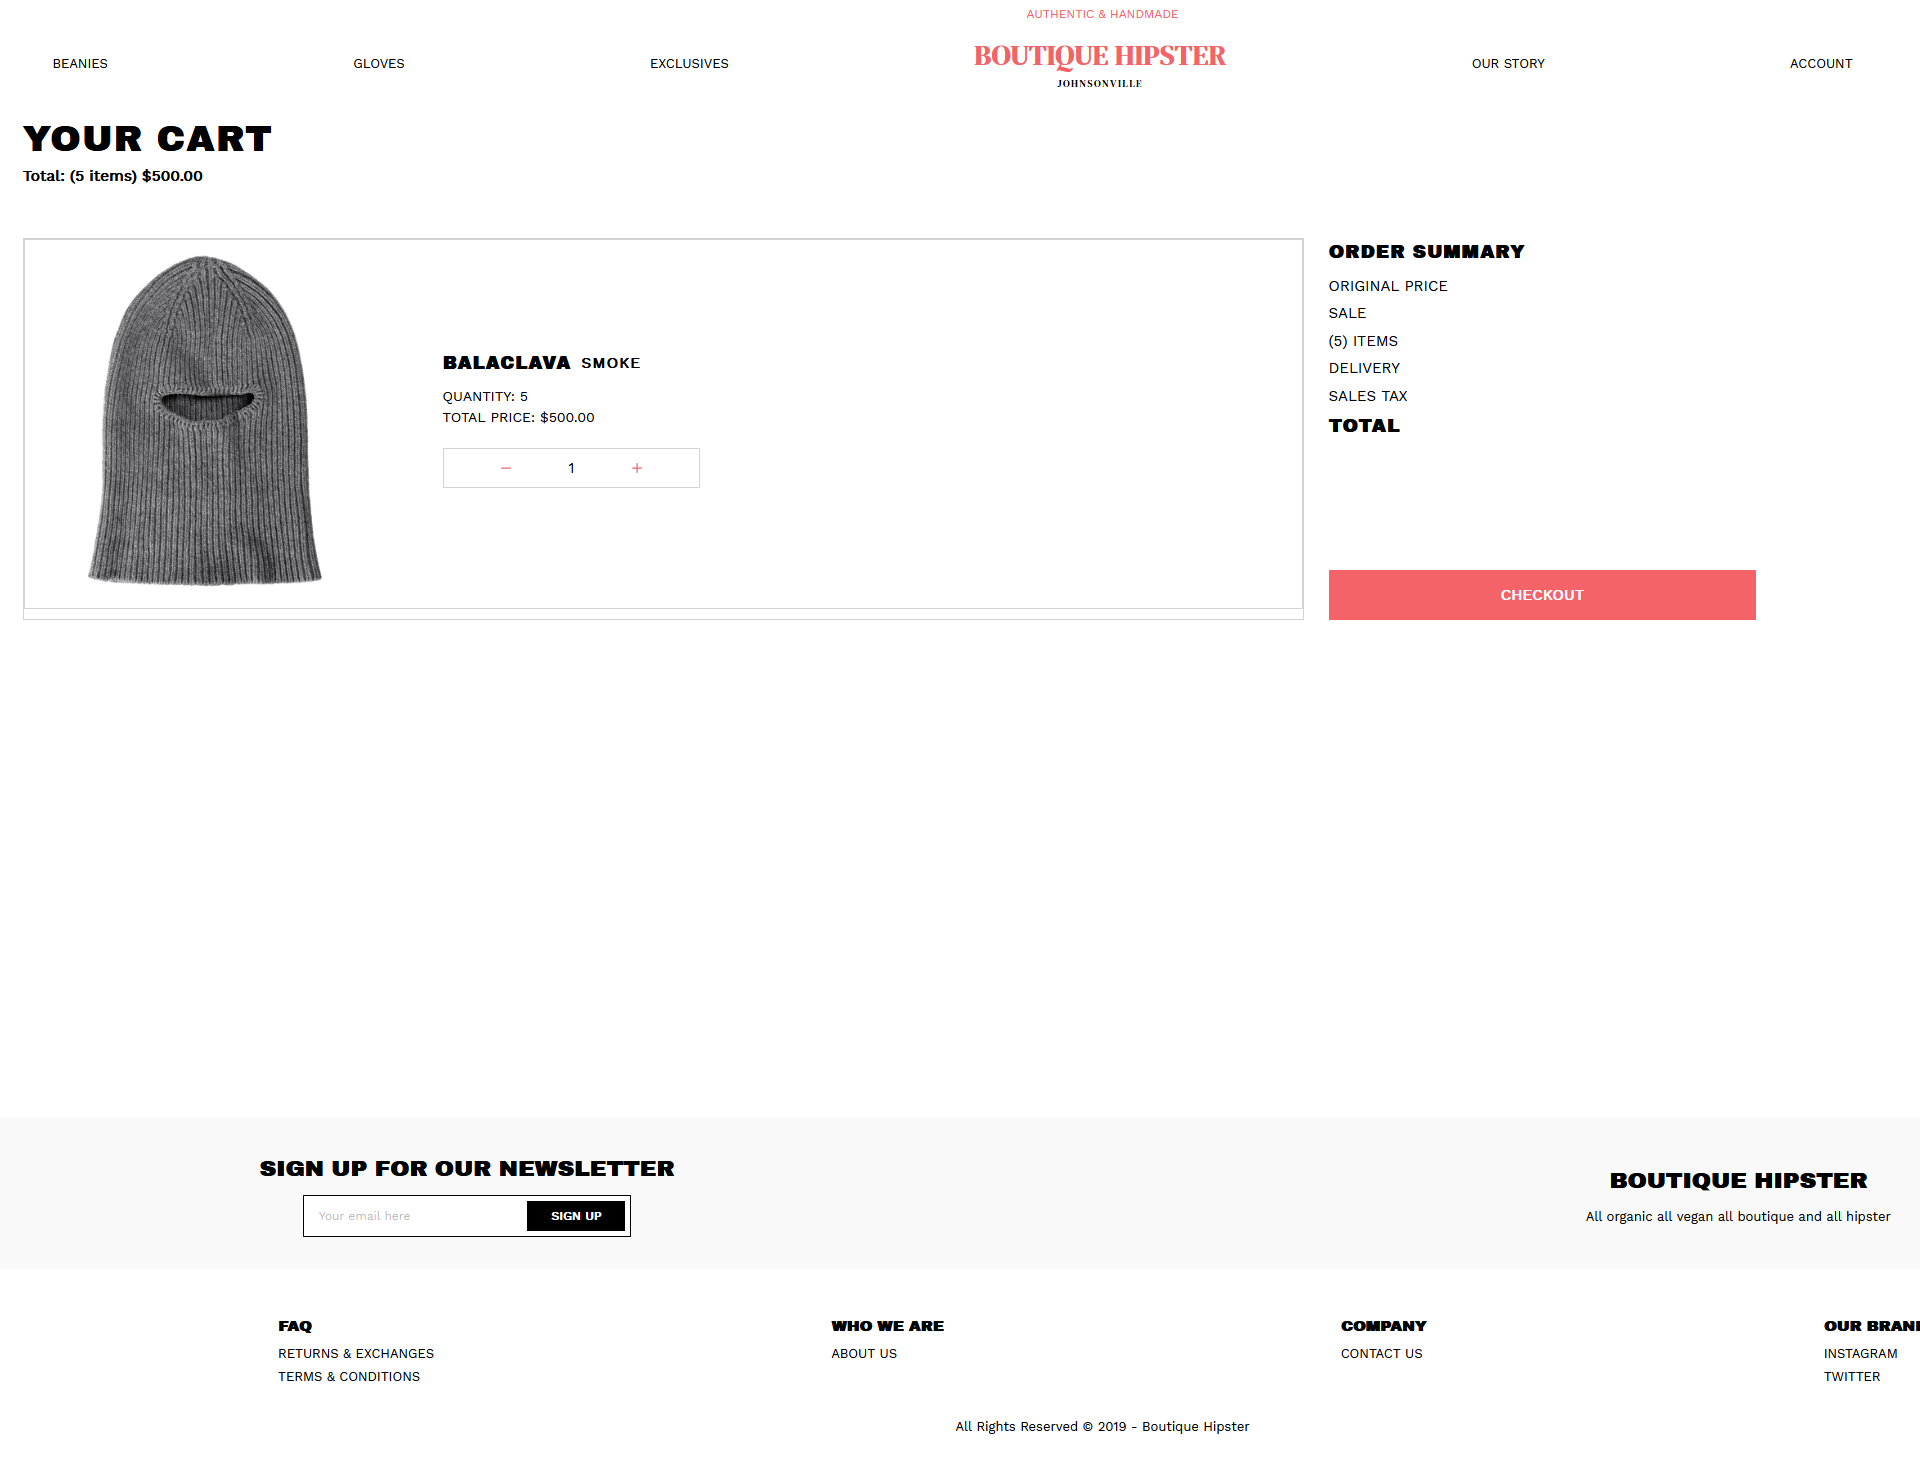 AUTHENTIC & HANDMADE
BEANIES
GLOVES
EXCLUSIVES
BOUTIQUE HIPSTER
JOHNSONVILLE
OUR STORY
ACCOUNT
YOUR CART
Total: (5 items) $500.00
BALACLAVA SMOKE
QUANTITY: 5
TOTAL PRICE: $500.00
− 1 +
ORDER SUMMARY
ORIGINAL PRICE
SALE
(5) ITEMS
DELIVERY
SALES TAX
TOTAL
CHECKOUT
SIGN UP FOR OUR NEWSLETTER
Your email here
SIGN UP
BOUTIQUE HIPSTER
All organic all vegan all boutique and all hipster
FAQ
RETURNS & EXCHANGES
TERMS & CONDITIONS
WHO WE ARE
ABOUT US
COMPANY
CONTACT US
OUR
INSTAGRAM
TWITTER
All Rights Reserved © 2019 - Boutique Hipster